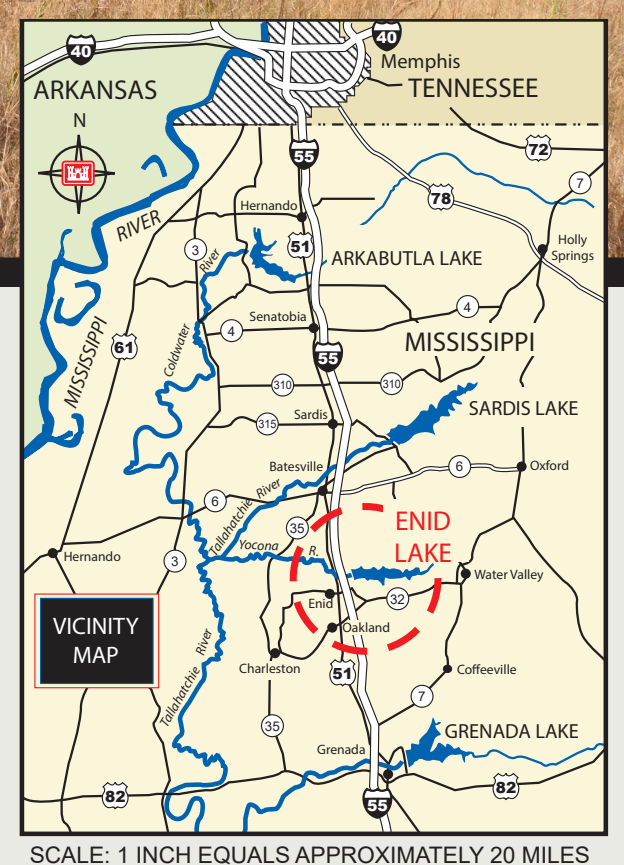 40
40
Memphis
ARKANSAS
TENNESSEE
N
55
72
7
78
RIVER
Hernando
3
51
Holly
Springs
River
ARKABUTLA LAKE
4
Senatobia
4
MISSISSIPPI
61
55
Coldwater
MISSISSIPPI
310
310
SARDIS LAKE
Sardis
315
Batesville
6
Oxford
6
Tallahatchie River
35
ENID
LAKE
Yocona R.
Hernando
3
Water Valley
Enid
32
VICINITY
MAP
Oakland
Tallahatchie River
Charleston
51
Coffeeville
7
35
GRENADA LAKE
Grenada
82
82
55
SCALE: 1 INCH EQUALS APPROXIMATELY 20 MILES